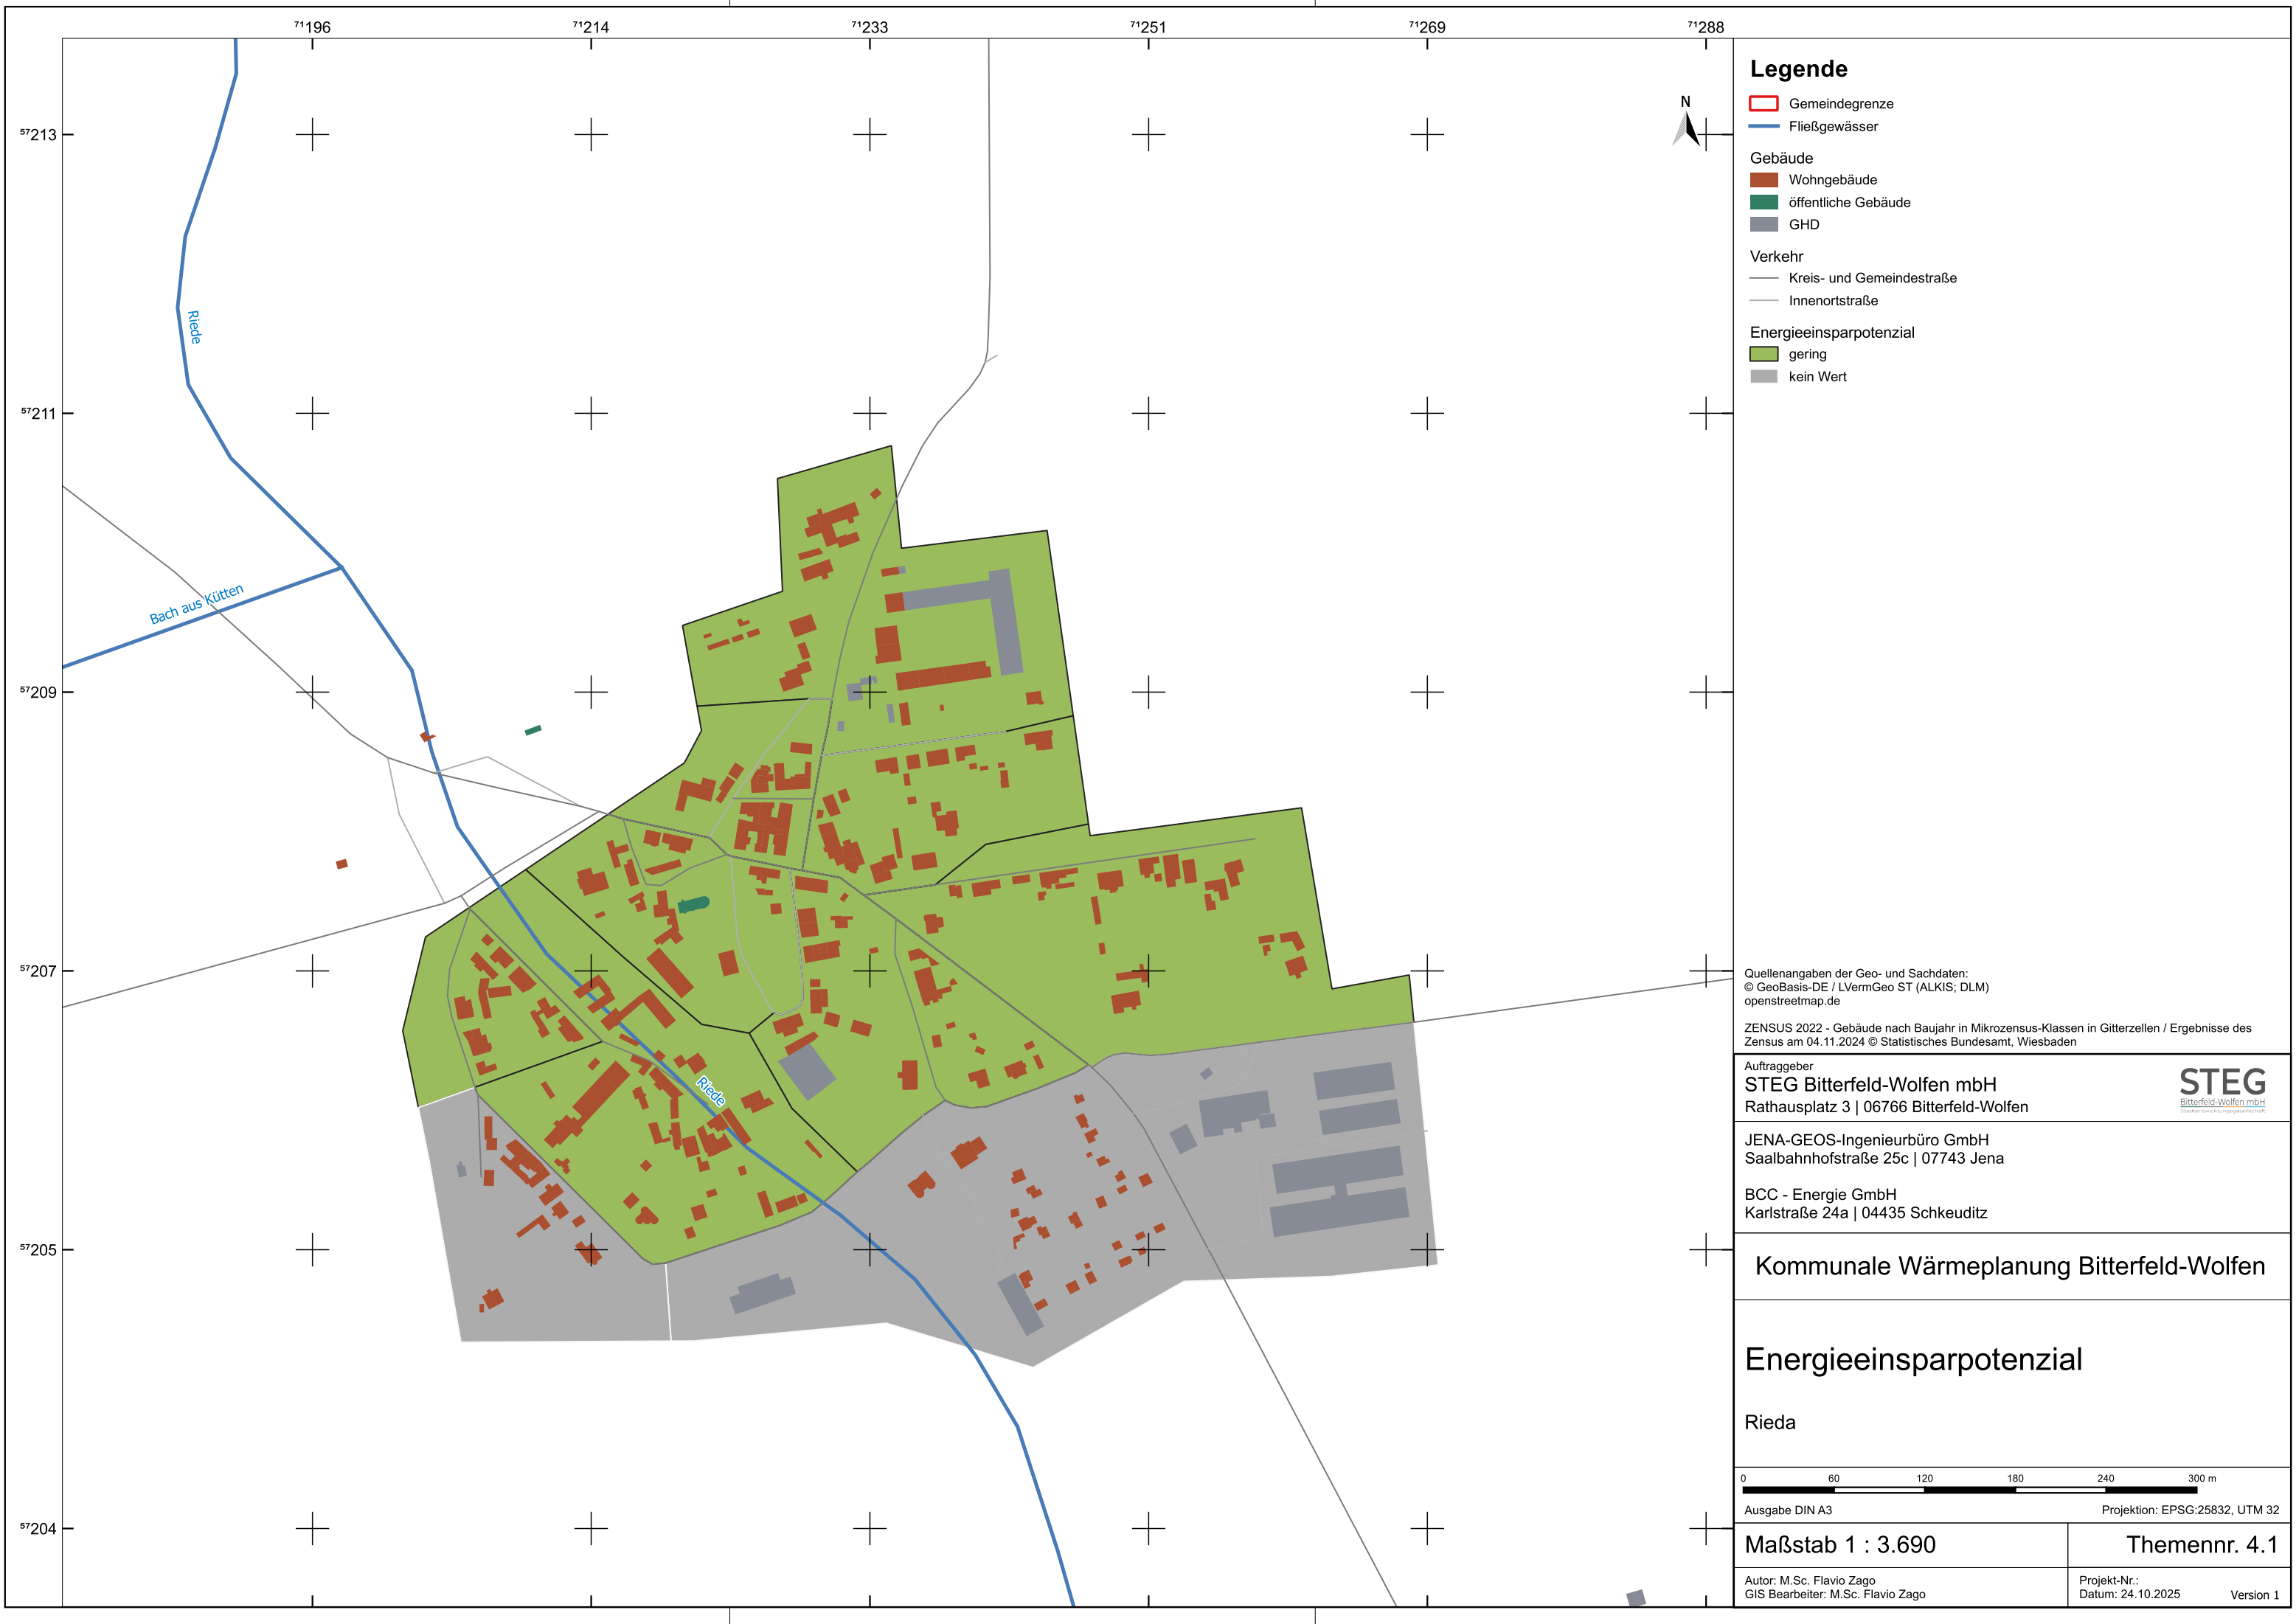 71196 71214 71233 71251 71269 71288
57213
57211
57209
57207
57205
57204
N
Riede
Bach aus Kütten
Riede
Legende
Gemeindegrenze
Fließgewässer
Gebäude
Wohngebäude
öffentliche Gebäude
GHD
Verkehr
Kreis- und Gemeindestraße
Innenortstraße
Energieeinsparpotenzial
gering
kein Wert
Quellenangaben der Geo- und Sachdaten:
© GeoBasis-DE / LVermGeo ST (ALKIS; DLM)
openstreetmap.de
ZENSUS 2022 - Gebäude nach Baujahr in Mikrozensus-Klassen in Gitterzellen / Ergebnisse des
Zensus am 04.11.2024 © Statistisches Bundesamt, Wiesbaden
Auftraggeber
STEG Bitterfeld-Wolfen mbH
Rathausplatz 3 | 06766 Bitterfeld-Wolfen
STEG
Bitterfeld-Wolfen mbH
Stadtentwicklungsgesellschaft
JENA-GEOS-Ingenieurbüro GmbH
Saalbahnhofstraße 25c | 07743 Jena
BCC - Energie GmbH
Karlstraße 24a | 04435 Schkeuditz
Kommunale Wärmeplanung Bitterfeld-Wolfen
Energieeinsparpotenzial
Rieda
0 60 120 180 240 300 m
Ausgabe DIN A3 Projektion: EPSG:25832, UTM 32
Maßstab 1 : 3.690 Themennr. 4.1
Autor: M.Sc. Flavio Zago
GIS Bearbeiter: M.Sc. Flavio Zago
Projekt-Nr.:
Datum: 24.10.2025 Version 1